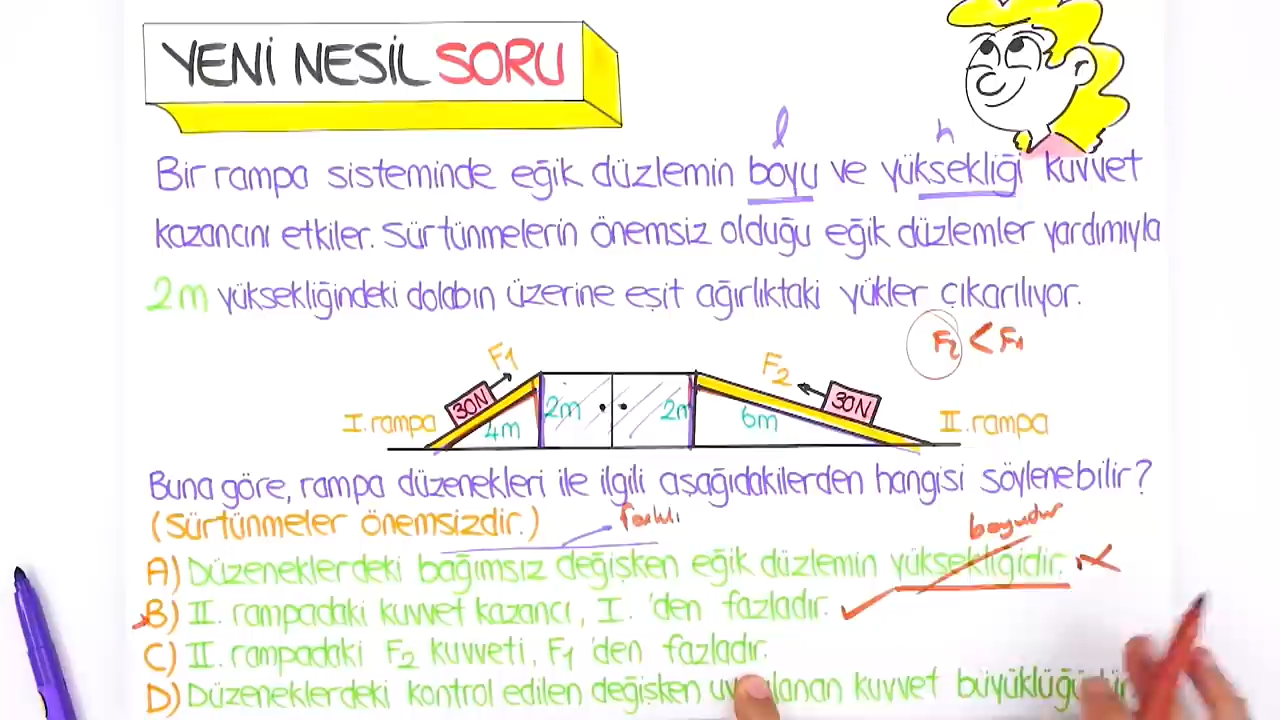 YENİ NESİL SORU
l h
Bir rampa sisteminde eğik düzlemin boyu ve yüksekliği kuvvet
kazancını etkiler. Sürtünmelerin önemsiz olduğu eğik düzlemler yardımıyla
2m yüksekliğindeki dolabın üzerine eşit ağırlıktaki yükler çıkarılıyor.
F2 < F1
F1 F2
30N 2m 2m 30N
I. rampa 4m 6m II. rampa
Buna göre, rampa düzenekleri ile ilgili aşağıdakilerden hangisi söylenebilir?
(Sürtünmeler önemsizdir.) farklı boyudur
A) Düzeneklerdeki bağımsız değişken eğik düzlemin yüksekliğidir.
B) II. rampadaki kuvvet kazancı, I. 'den fazladır.
C) II. rampadaki F2 kuvveti, F1 'den fazladır.
D) Düzeneklerdeki kontrol edilen değişken kuvvet